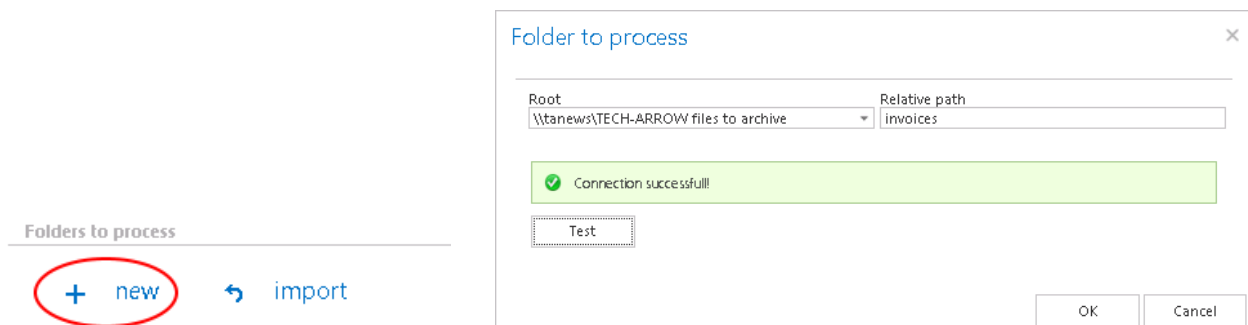 Folders to process
+ new
import
Folder to process
Root
Relative path
\\tanews\TECH-ARROW files to archive
invoices
Connection successfull!
Test
OK
Cancel